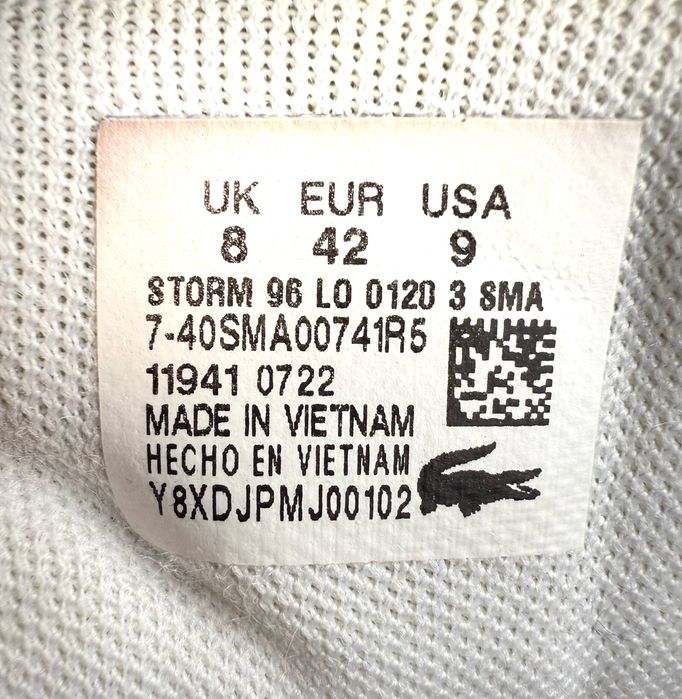 UK EUR USA
8 42 9
STORM 96 LO 0120 3 SMA
7-40SMA00741R5
11941 0722
MADE IN VIETNAM
HECHO EN VIETNAM
Y8XDJPMJ00102